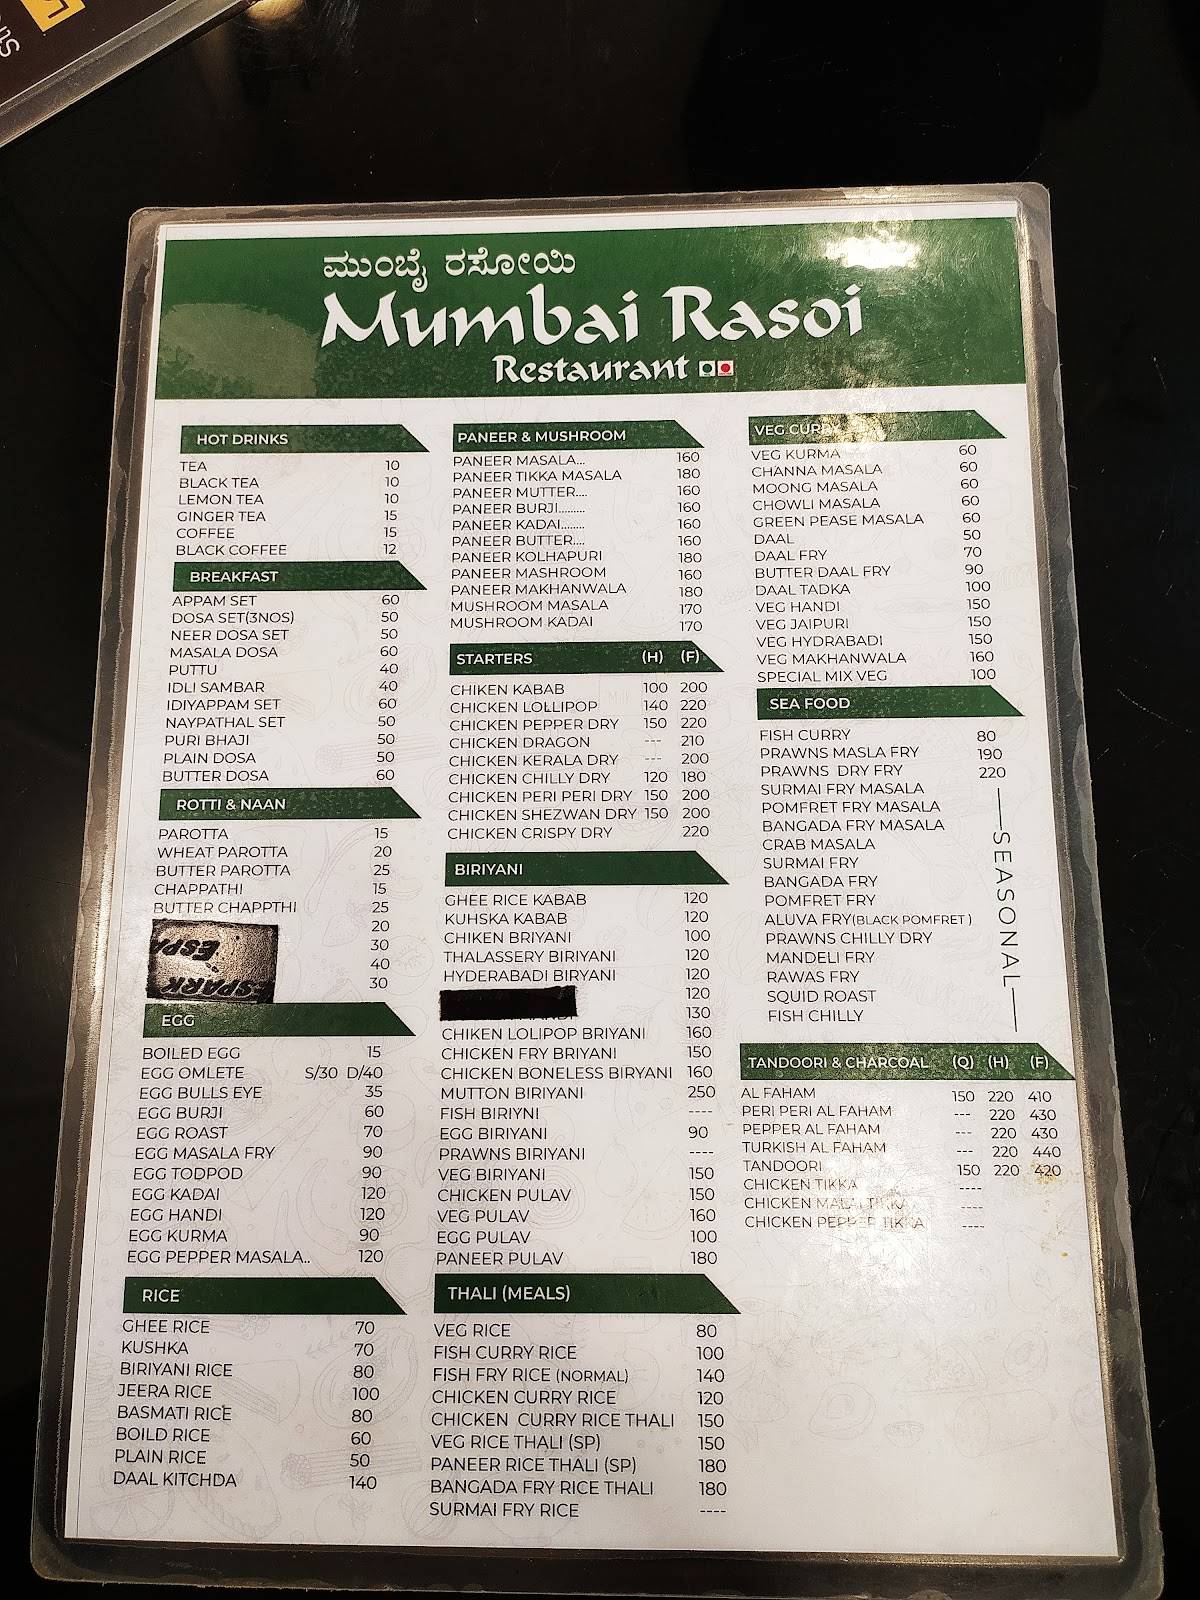 ಮುಂಬೈ ರಸೋಯಿ
Mumbai Rasoi
Restaurant
HOT DRINKS
TEA 10
BLACK TEA 10
LEMON TEA 10
GINGER TEA 15
COFFEE 15
BLACK COFFEE 12
BREAKFAST
APPAM SET 60
DOSA SET(3NOS) 50
NEER DOSA SET 50
MASALA DOSA 60
PUTTU 40
IDLI SAMBAR 40
IDIYAPPAM SET 60
NAYPATHAL SET 50
PURI BHAJI 50
PLAIN DOSA 50
BUTTER DOSA 60
ROTTI & NAAN
PAROTTA 15
WHEAT PAROTTA 20
BUTTER PAROTTA 25
CHAPPATHI 15
BUTTER CHAPPTHI 25
20
30
40
30
EGG
BOILED EGG 15
EGG OMLETE S/30 D/40
EGG BULLS EYE 35
EGG BURJI 60
EGG ROAST 70
EGG MASALA FRY 90
EGG TODPOD 90
EGG KADAI 120
EGG HANDI 120
EGG KURMA 90
EGG PEPPER MASALA.. 120
RICE
GHEE RICE 70
KUSHKA 70
BIRIYANI RICE 80
JEERA RICE 100
BASMATI RICE 80
BOILD RICE 60
PLAIN RICE 50
DAAL KITCHDA 140
PANEER & MUSHROOM
PANEER MASALA... 160
PANEER TIKKA MASALA 180
PANEER MUTTER.... 160
PANEER BURJI......... 160
PANEER KADAI........ 160
PANEER BUTTER.... 160
PANEER KOLHAPURI 180
PANEER MASHROOM 160
PANEER MAKHANWALA 180
MUSHROOM MASALA 170
MUSHROOM KADAI 170
STARTERS (H) (F)
CHIKEN KABAB 100 200
CHICKEN LOLLIPOP 140 220
CHICKEN PEPPER DRY 150 220
CHICKEN DRAGON --- 210
CHICKEN KERALA DRY --- 200
CHICKEN CHILLY DRY 120 180
CHICKEN PERI PERI DRY 150 200
CHICKEN SHEZWAN DRY 150 200
CHICKEN CRISPY DRY 220
BIRIYANI
GHEE RICE KABAB 120
KUHSKA KABAB 120
CHIKEN BRIYANI 100
THALASSERY BIRIYANI 120
HYDERABADI BIRYANI 120
120
130
CHIKEN LOLIPOP BRIYANI 160
CHICKEN FRY BRIYANI 150
CHICKEN BONELESS BIRYANI 160
MUTTON BIRIYANI 250
FISH BIRIYNI ----
EGG BIRIYANI 90
PRAWNS BIRIYANI ----
VEG BIRIYANI 150
CHICKEN PULAV 150
VEG PULAV 160
EGG PULAV 100
PANEER PULAV 180
THALI (MEALS)
VEG RICE 80
FISH CURRY RICE 100
FISH FRY RICE (NORMAL) 140
CHICKEN CURRY RICE 120
CHICKEN CURRY RICE THALI 150
VEG RICE THALI (SP) 150
PANEER RICE THALI (SP) 180
BANGADA FRY RICE THALI 180
SURMAI FRY RICE ----
VEG CURRY
VEG KURMA 60
CHANNA MASALA 60
MOONG MASALA 60
CHOWLI MASALA 60
GREEN PEASE MASALA 60
DAAL 50
DAAL FRY 70
BUTTER DAAL FRY 90
DAAL TADKA 100
VEG HANDI 150
VEG JAIPURI 150
VEG HYDRABADI 150
VEG MAKHANWALA 160
SPECIAL MIX VEG 100
SEA FOOD
FISH CURRY 80
PRAWNS MASLA FRY 190
PRAWNS DRY FRY 220
SURMAI FRY MASALA
POMFRET FRY MASALA
BANGADA FRY MASALA
CRAB MASALA
SURMAI FRY
BANGADA FRY
POMFRET FRY
ALUVA FRY(BLACK POMFRET )
PRAWNS CHILLY DRY
MANDELI FRY
RAWAS FRY
SQUID ROAST
FISH CHILLY
SEASONAL
TANDOORI & CHARCOAL (Q) (H) (F)
AL FAHAM 150 220 410
PERI PERI AL FAHAM --- 220 430
PEPPER AL FAHAM --- 220 430
TURKISH AL FAHAM --- 220 440
TANDOORI 150 220 420
CHICKEN TIKKA ----
CHICKEN MALAI TIKKA ----
CHICKEN PEPPER TIKKA ----